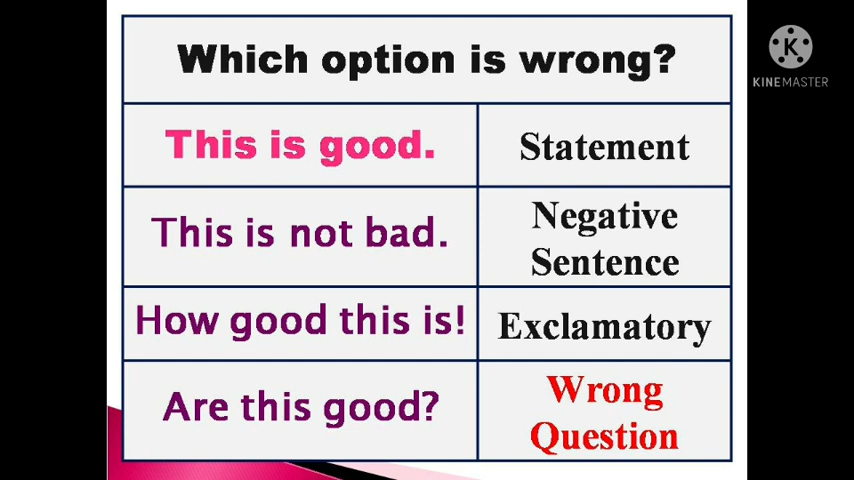 Which option is wrong?
This is good.
Statement
This is not bad.
Negative
Sentence
How good this is!
Exclamatory
Are this good?
Wrong
Question
K
KINEMASTER